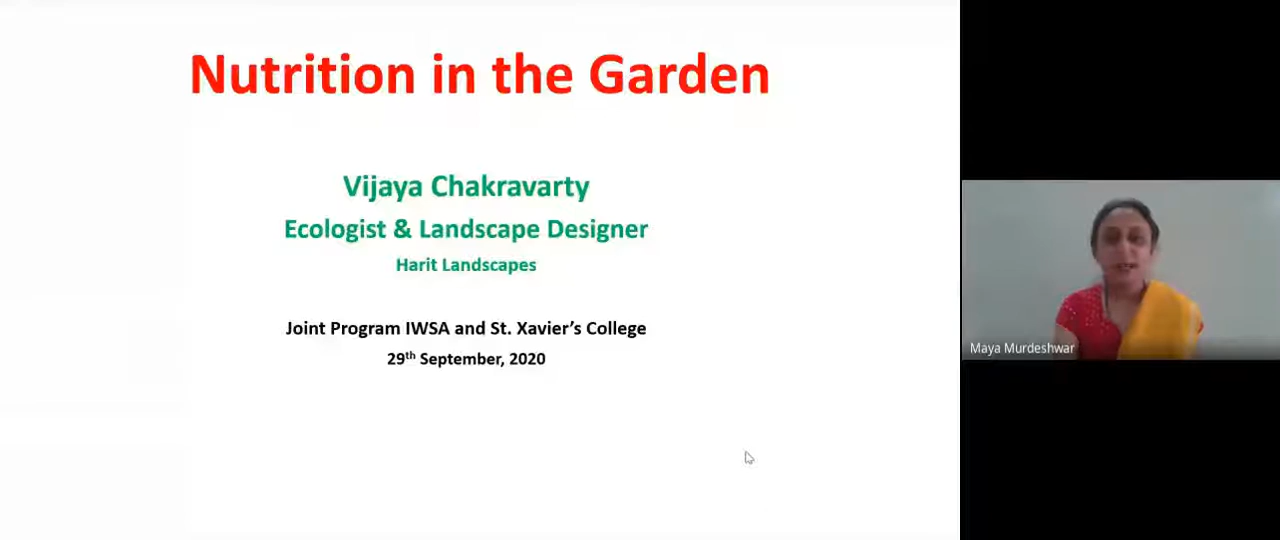 Nutrition in the Garden
Vijaya Chakravarty
Ecologist & Landscape Designer
Harit Landscapes
Joint Program IWSA and St. Xavier's College
29th September, 2020
Maya Murdeshwar